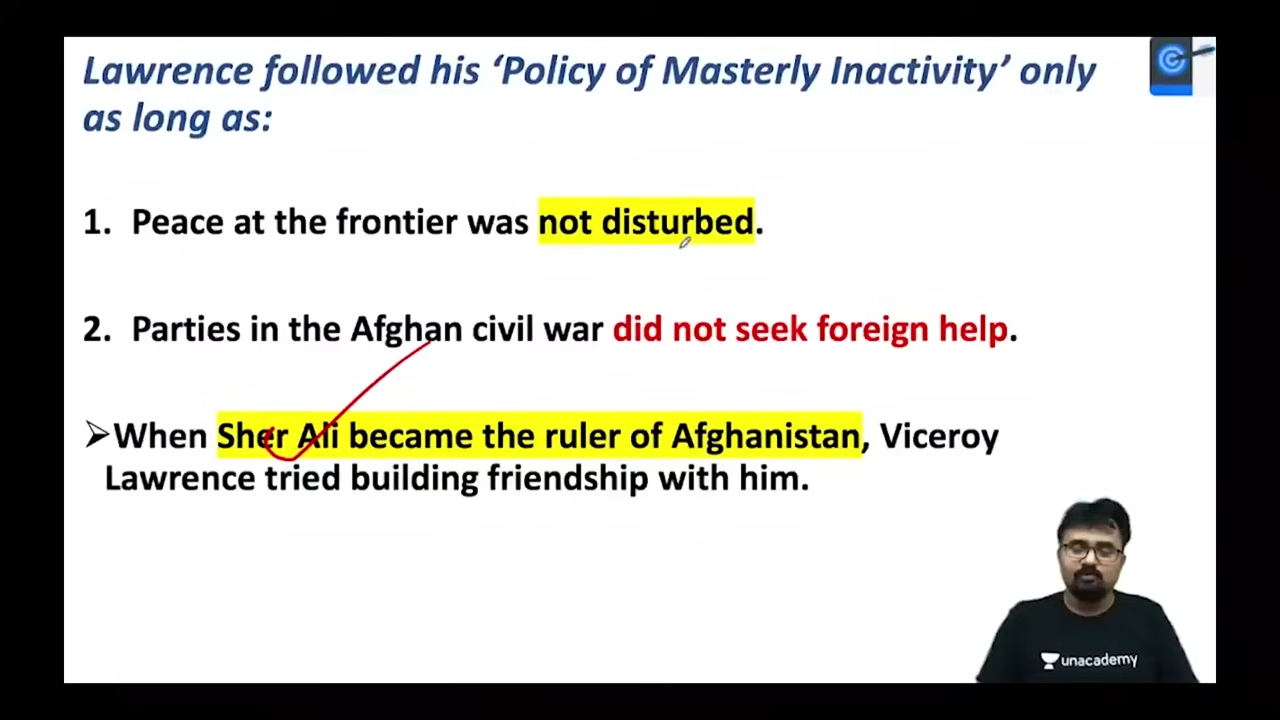 Lawrence followed his ‘Policy of Masterly Inactivity’ only
as long as:
1. Peace at the frontier was not disturbed.
2. Parties in the Afghan civil war did not seek foreign help.
➢When Sher Ali became the ruler of Afghanistan, Viceroy
Lawrence tried building friendship with him.
unacademy